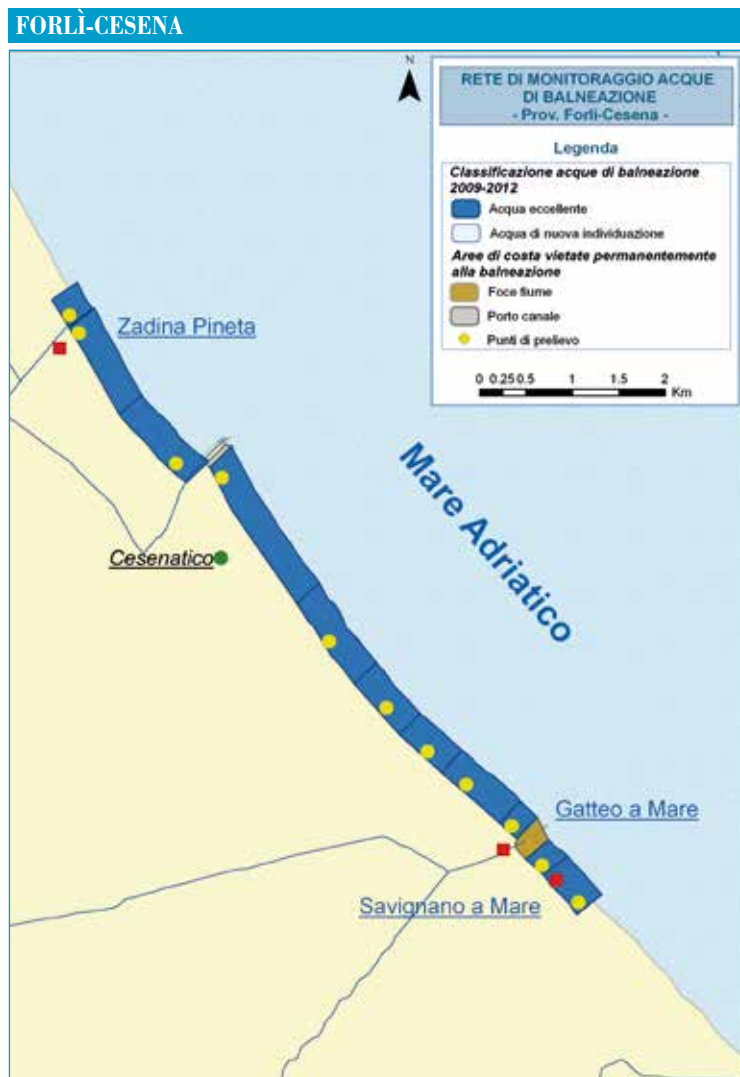 FORLÌ-CESENA
N
RETE DI MONITORAGGIO ACQUE
DI BALNEAZIONE
- Prov. Forlì-Cesena -
Legenda
Classificazione acque di balneazione
2009-2012
Acqua eccellente
Acqua di nuova individuazione
Aree di costa vietate permanentemente
alla balneazione
Foce fiume
Porto canale
Punti di prelievo
0 0.25 0.5 1 1.5 2
Km
Zadina Pineta
Mare Adriatico
Cesenatico
Gatteo a Mare
Savignano a Mare